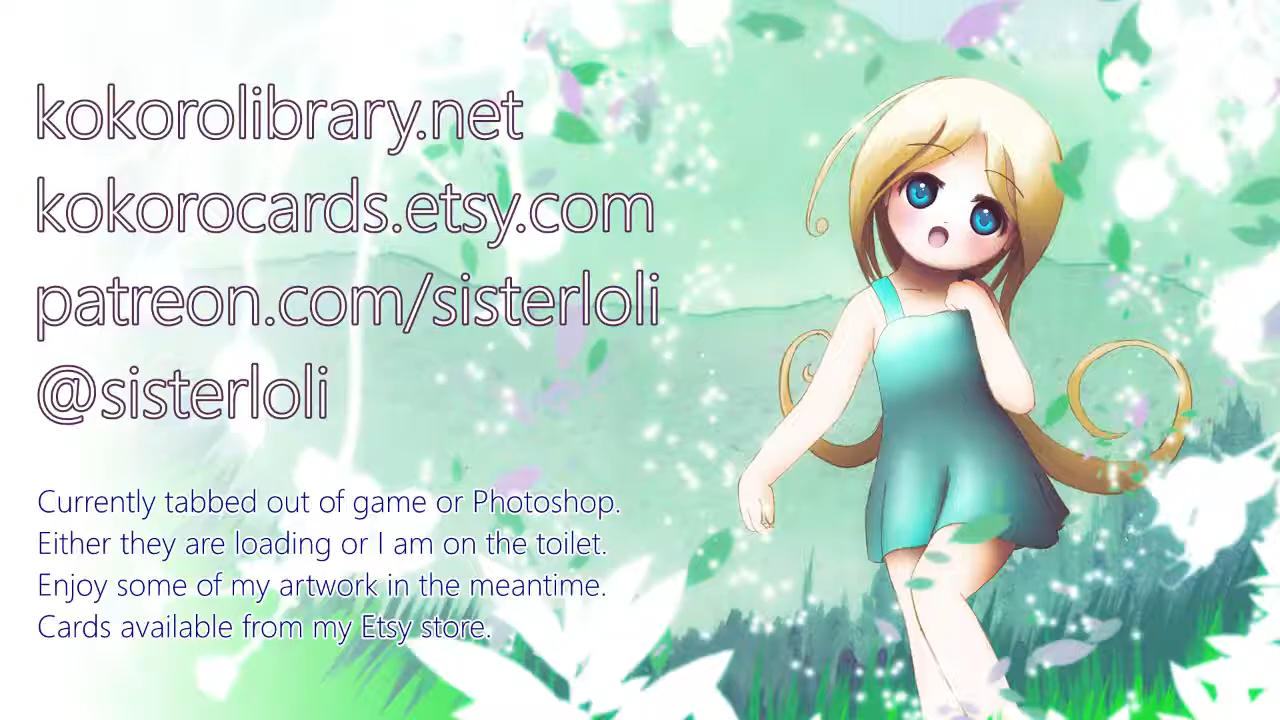 kokorolibrary.net
kokorocards.etsy.com
patreon.com/sisterloli
@sisterloli
Currently tabbed out of game or Photoshop.
Either they are loading or I am on the toilet.
Enjoy some of my artwork in the meantime.
Cards available from my Etsy store.